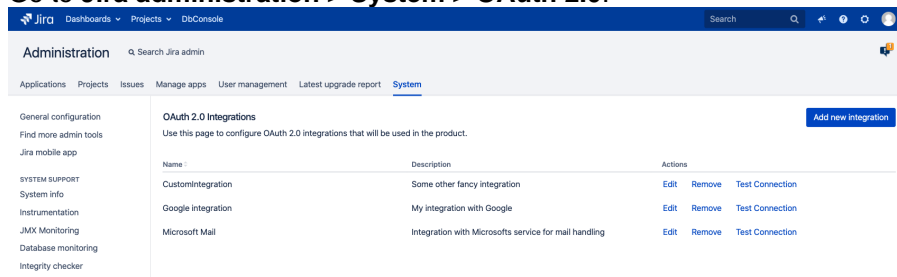 Go to Jira administration > System > OAuth 2.0.
Jira Dashboards Projects DbConsole Search
Administration Search Jira admin
Applications Projects Issues Manage apps User management Latest upgrade report System
General configuration
Find more admin tools
Jira mobile app
SYSTEM SUPPORT
System info
Instrumentation
JMX Monitoring
Database monitoring
Integrity checker
OAuth 2.0 Integrations
Add new integration
Use this page to configure OAuth 2.0 integrations that will be used in the product.
Name Description Actions
CustomIntegration Some other fancy integration Edit Remove Test Connection
Google integration My integration with Google Edit Remove Test Connection
Microsoft Mail Integration with Microsofts service for mail handling Edit Remove Test Connection